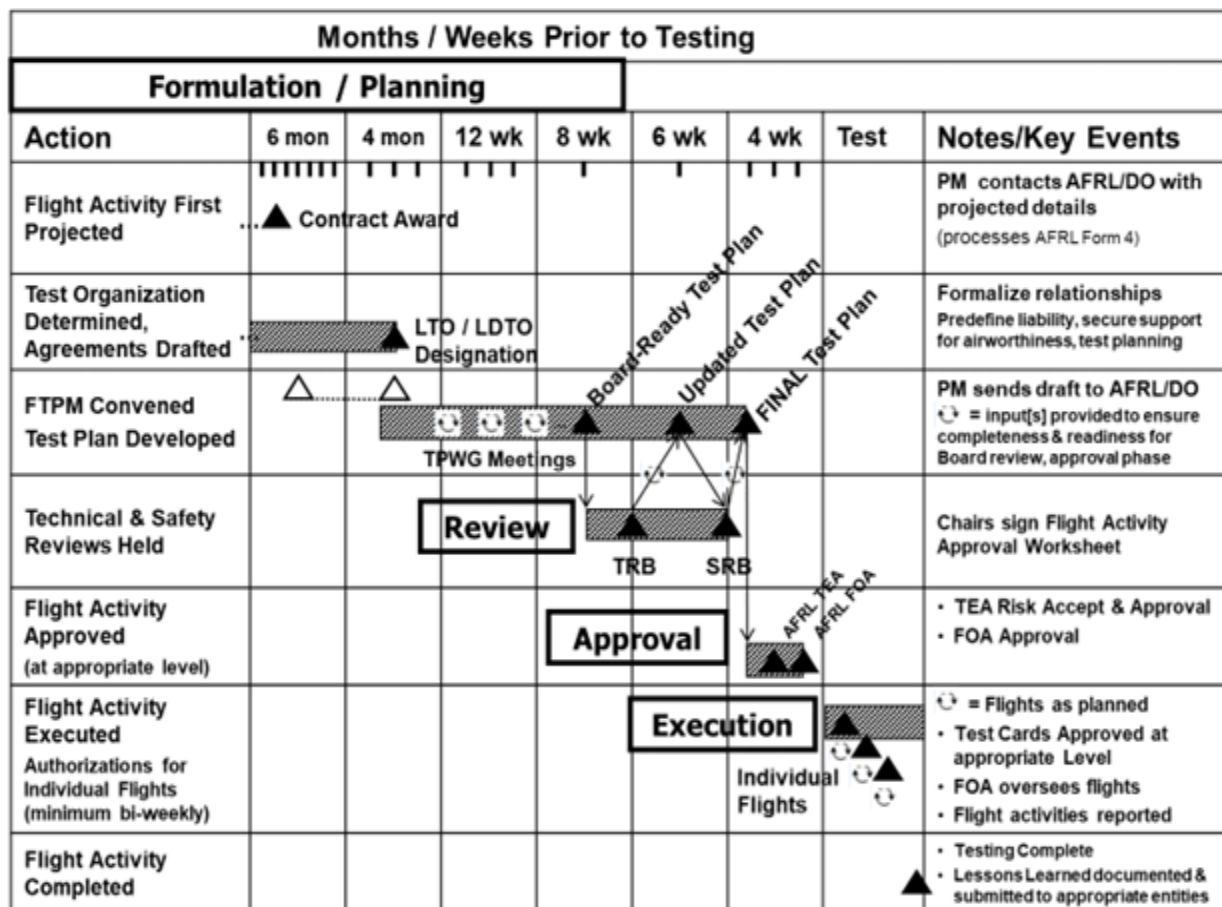 Months / Weeks Prior to Testing
Formulation / Planning
Action
6 mon
4 mon
12 wk
8 wk
6 wk
4 wk
Test
Notes/Key Events
Flight Activity First
Projected
Contract Award
PM contacts AFRL/DO with
projected details
(processes AFRL Form 4)
Test Organization
Determined,
Agreements Drafted
LTO / LDTO
Designation
Board-Ready Test Plan
Updated Test Plan
FINAL Test Plan
Formalize relationships
Predefine liability, secure support
for airworthiness, test planning
FTPM Convened
Test Plan Developed
TPWG Meetings
PM sends draft to AFRL/DO
= input[s] provided to ensure
completeness & readiness for
Board review, approval phase
Technical & Safety
Reviews Held
Review
TRB
SRB
Chairs sign Flight Activity
Approval Worksheet
Flight Activity
Approved
(at appropriate level)
Approval
AFRL TEA
AFRL FOA
• TEA Risk Accept & Approval
• FOA Approval
Flight Activity
Executed
Authorizations for
Individual Flights
(minimum bi-weekly)
Execution
Individual
Flights
= Flights as planned
• Test Cards Approved at
appropriate Level
• FOA oversees flights
• Flight activities reported
Flight Activity
Completed
• Testing Complete
• Lessons Learned documented &
submitted to appropriate entities